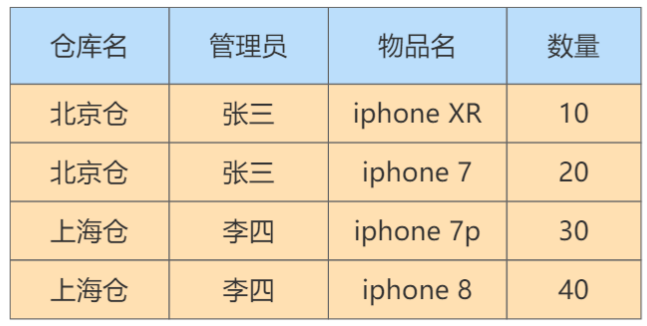 仓库名 管理员 物品名 数量
北京仓 张三 iphone XR 10
北京仓 张三 iphone 7 20
上海仓 李四 iphone 7p 30
上海仓 李四 iphone 8 40